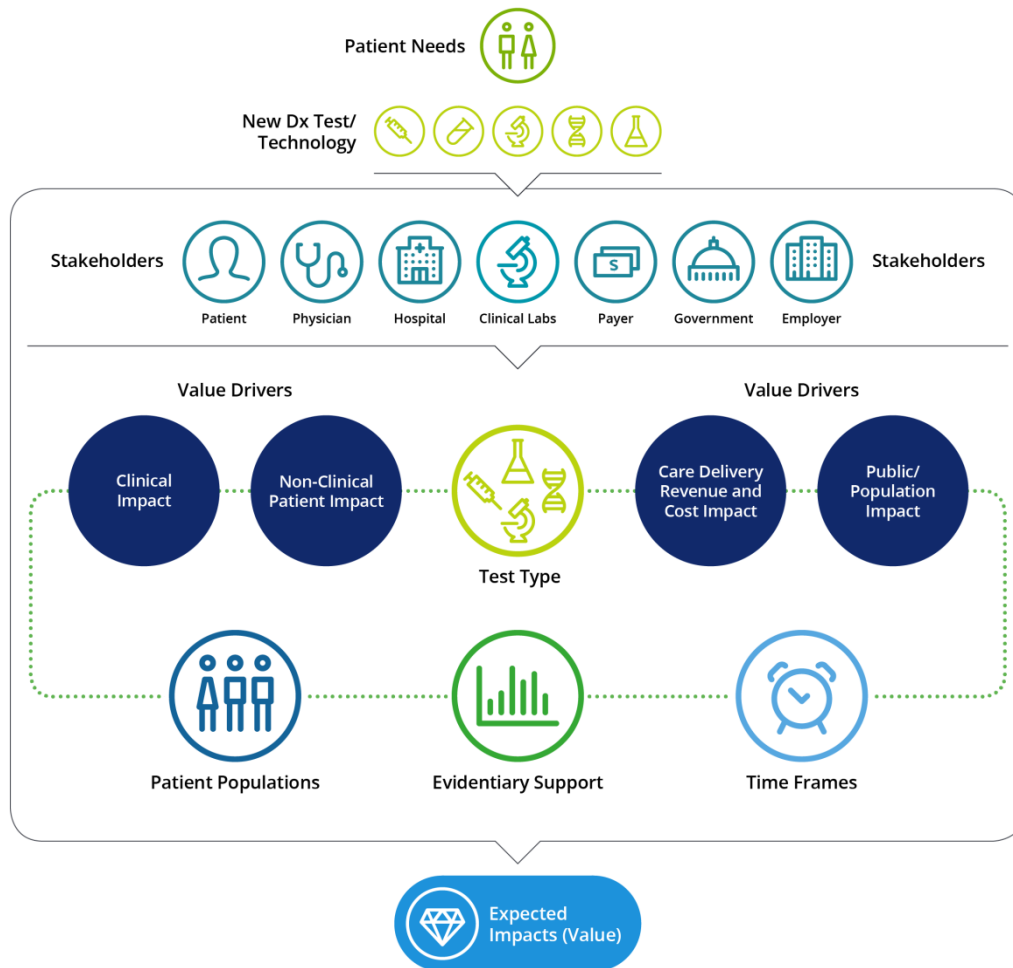 Patient Needs
New Dx Test/
Technology
Stakeholders
Stakeholders
Patient
Physician
Hospital
Clinical Labs
$
Payer
Government
Employer
Value Drivers
Value Drivers
Clinical
Impact
Non-Clinical
Patient Impact
Care Delivery
Revenue and
Cost Impact
Public/
Population
Impact
Test Type
Patient Populations
Evidentiary Support
Time Frames
Expected
Impacts (Value)